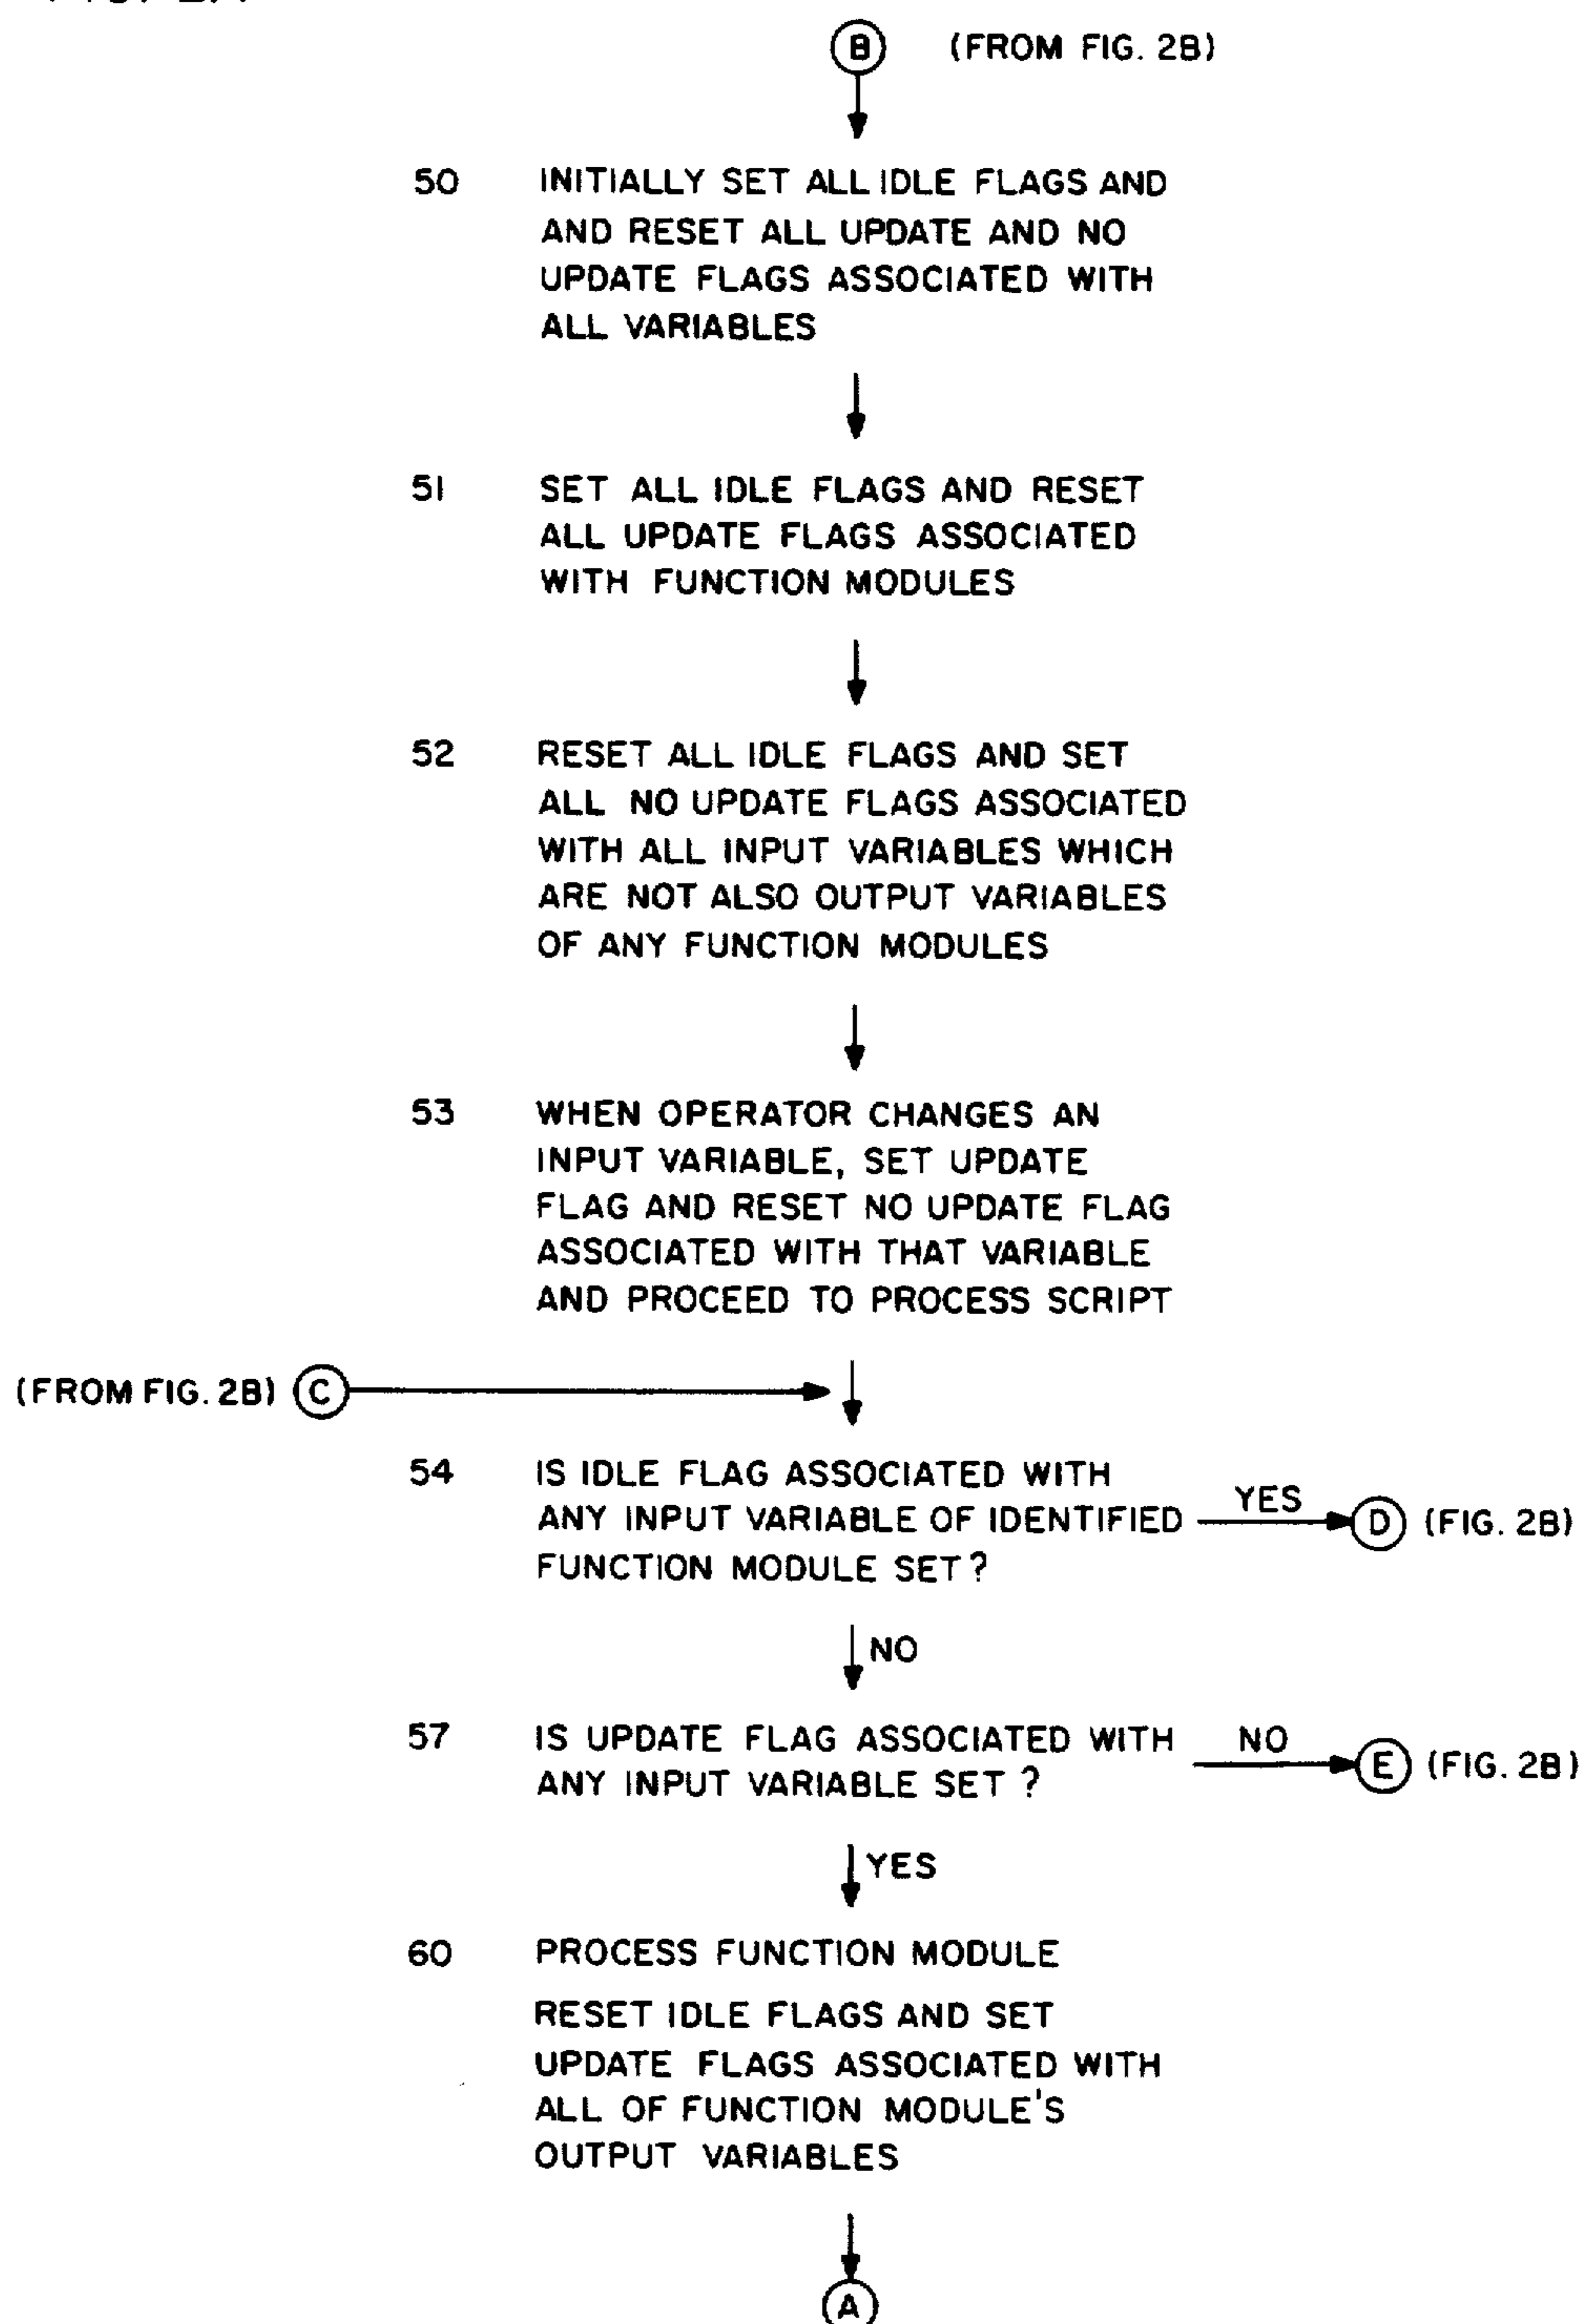 B (FROM FIG. 2B)
50 INITIALLY SET ALL IDLE FLAGS AND
AND RESET ALL UPDATE AND NO
UPDATE FLAGS ASSOCIATED WITH
ALL VARIABLES
51 SET ALL IDLE FLAGS AND RESET
ALL UPDATE FLAGS ASSOCIATED
WITH FUNCTION MODULES
52 RESET ALL IDLE FLAGS AND SET
ALL NO UPDATE FLAGS ASSOCIATED
WITH ALL INPUT VARIABLES WHICH
ARE NOT ALSO OUTPUT VARIABLES
OF ANY FUNCTION MODULES
53 WHEN OPERATOR CHANGES AN
INPUT VARIABLE, SET UPDATE
FLAG AND RESET NO UPDATE FLAG
ASSOCIATED WITH THAT VARIABLE
AND PROCEED TO PROCESS SCRIPT
(FROM FIG. 2B) C
54 IS IDLE FLAG ASSOCIATED WITH
ANY INPUT VARIABLE OF IDENTIFIED
FUNCTION MODULE SET?
YES D (FIG. 2B)
NO
57 IS UPDATE FLAG ASSOCIATED WITH
ANY INPUT VARIABLE SET?
NO E (FIG. 2B)
YES
60 PROCESS FUNCTION MODULE
RESET IDLE FLAGS AND SET
UPDATE FLAGS ASSOCIATED WITH
ALL OF FUNCTION MODULE'S
OUTPUT VARIABLES
A